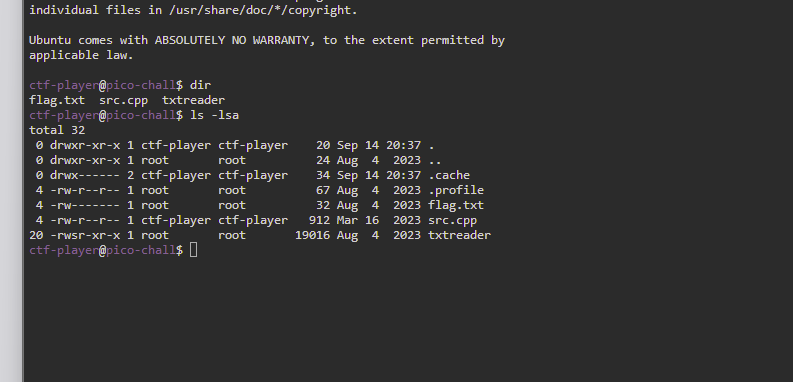 individual files in /usr/share/doc/*/copyright.
Ubuntu comes with ABSOLUTELY NO WARRANTY, to the extent permitted by
applicable law.
ctf-player@pico-chall$ dir
flag.txt  src.cpp  txtreader
ctf-player@pico-chall$ ls -lsa
total 32
 0 drwxr-xr-x 1 ctf-player ctf-player    20 Sep 14 20:37 .
 0 drwxr-xr-x 1 root       root          24 Aug  4  2023 ..
 0 drwx------ 2 ctf-player ctf-player    34 Sep 14 20:37 .cache
 4 -rw-r--r-- 1 root       root          67 Aug  4  2023 .profile
 4 -rw------- 1 root       root          32 Aug  4  2023 flag.txt
 4 -rw-r--r-- 1 ctf-player ctf-player   912 Mar 16  2023 src.cpp
20 -rwsr-xr-x 1 root       root       19016 Aug  4  2023 txtreader
ctf-player@pico-chall$